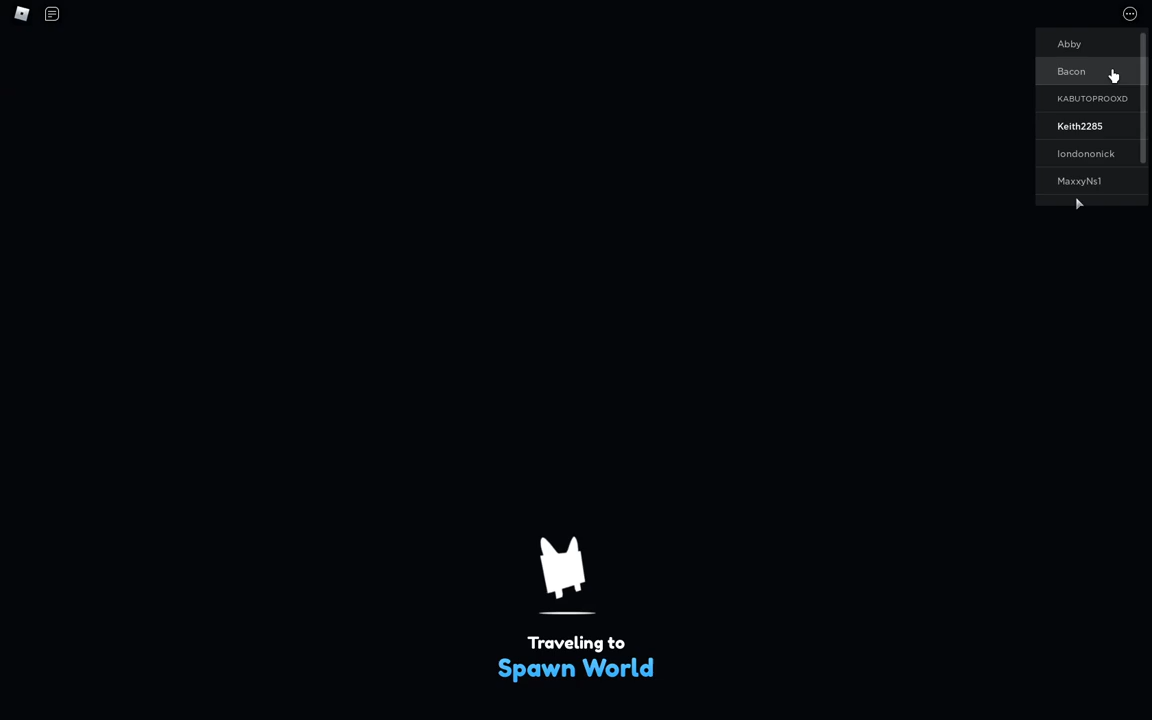 Abby
Bacon
KABUTOPROOXD
Keith2285
londononick
MaxxyNs1
Traveling to
Spawn World